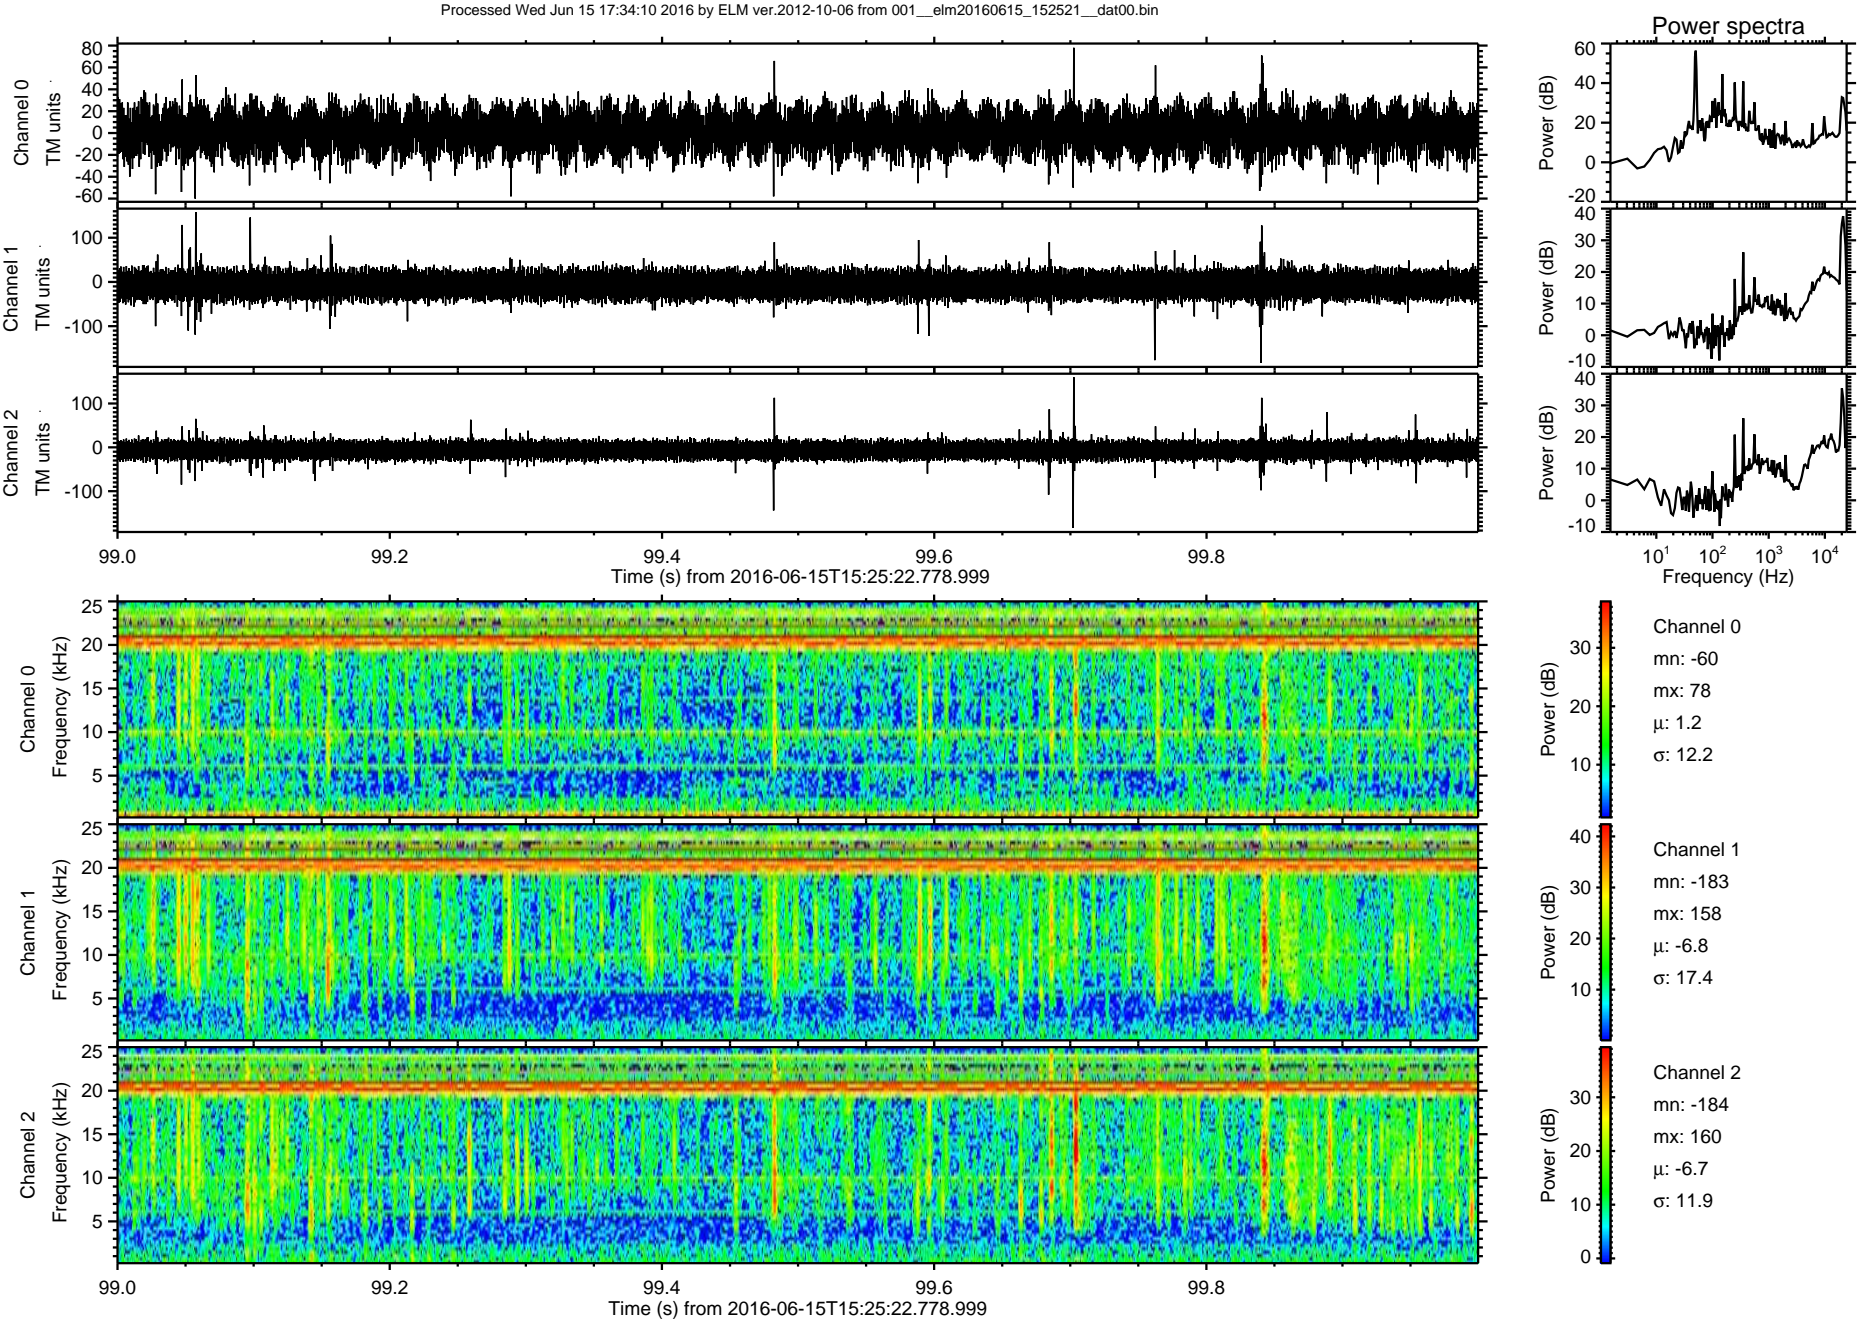 Processed Wed Jun 15 17:34:10 2016 by ELM ver.2012-10-06 from 001__elm20160615_152521__dat00.bin
Power spectra
Channel 0
TM units
80
60
40
20
0
-20
-40
-60
Power (dB)
60
40
20
0
-20
Channel 1
TM units
100
0
-100
Power (dB)
40
30
20
10
0
-10
Channel 2
TM units
100
0
-100
Power (dB)
40
30
20
10
0
-10
99.0 99.2 99.4 99.6 99.8
Time (s) from 2016-06-15T15:25:22.778.999
10¹ 10² 10³ 10⁴
Frequency (Hz)
Channel 0
Frequency (kHz)
25
20
15
10
5
Power (dB)
30
20
10
Channel 0
mn: -60
mx: 78
μ: 1.2
σ: 12.2
Channel 1
Frequency (kHz)
25
20
15
10
5
Power (dB)
40
30
20
10
Channel 1
mn: -183
mx: 158
μ: -6.8
σ: 17.4
Channel 2
Frequency (kHz)
25
20
15
10
5
Power (dB)
30
20
10
0
Channel 2
mn: -184
mx: 160
μ: -6.7
σ: 11.9
99.0 99.2 99.4 99.6 99.8
Time (s) from 2016-06-15T15:25:22.778.999